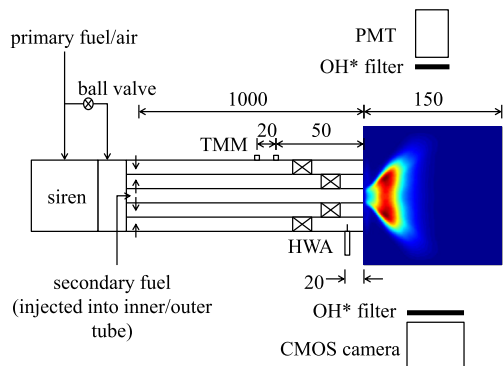 primary fuel/air
PMT
OH* filter
ball valve
1000
150
20
50
TMM
siren
HWA
20
secondary fuel
(injected into inner/outer
tube)
OH* filter
CMOS camera